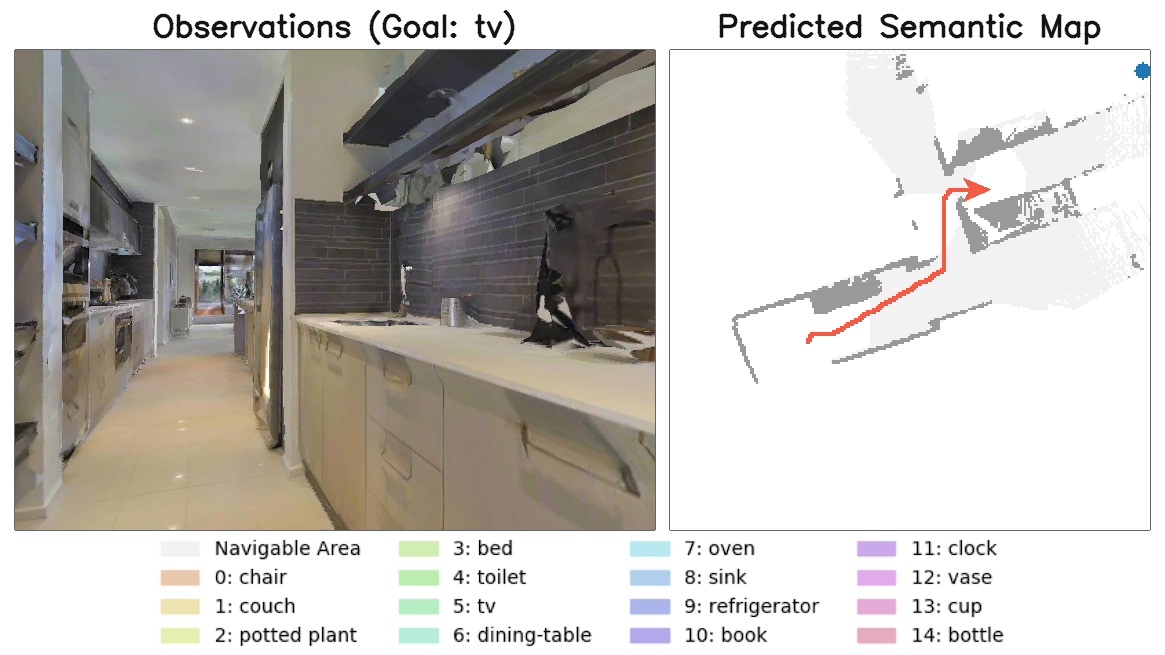 Observations (Goal: tv)
Predicted Semantic Map
Navigable Area
0: chair
1: couch
2: potted plant
3: bed
4: toilet
5: tv
6: dining-table
7: oven
8: sink
9: refrigerator
10: book
11: clock
12: vase
13: cup
14: bottle